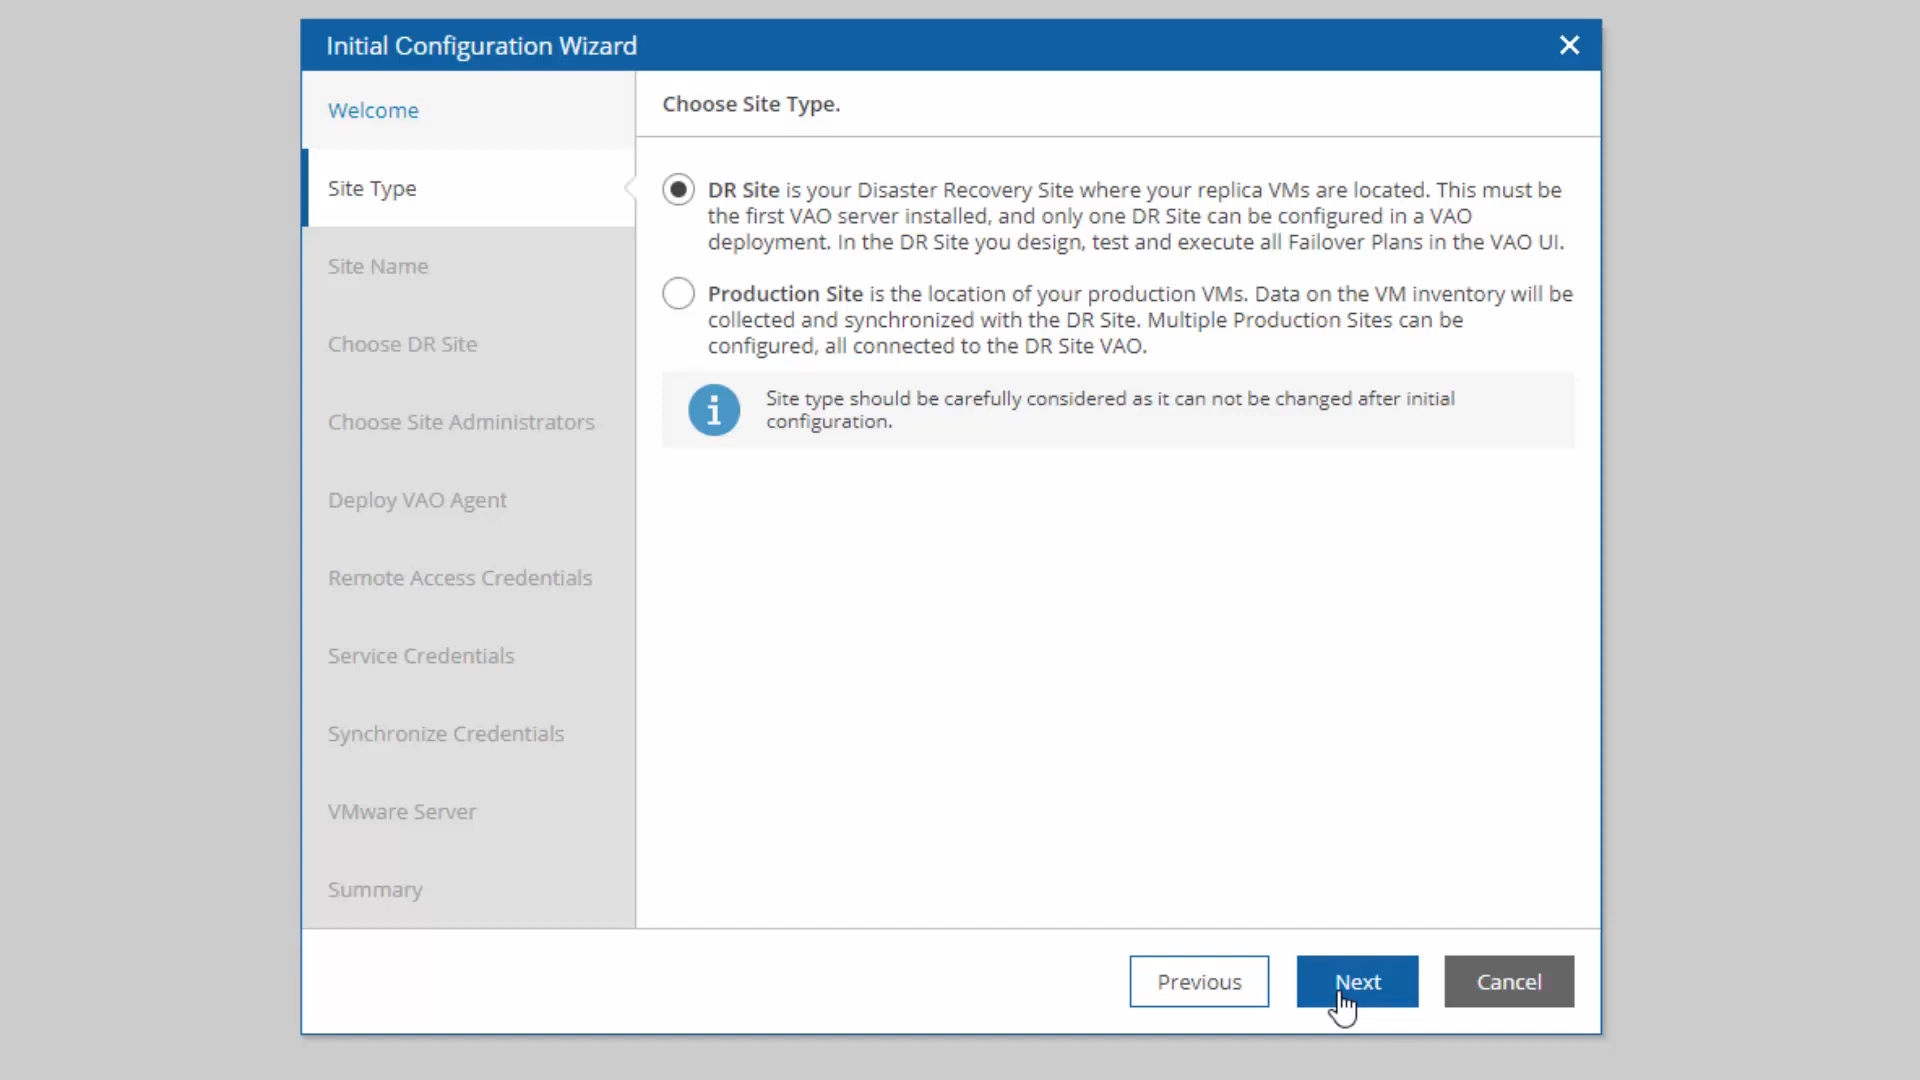 Initial Configuration Wizard
Welcome
Site Type
Site Name
Choose DR Site
Choose Site Administrators
Deploy VAO Agent
Remote Access Credentials
Service Credentials
Synchronize Credentials
VMware Server
Summary
Choose Site Type.
DR Site is your Disaster Recovery Site where your replica VMs are located. This must be
the first VAO server installed, and only one DR Site can be configured in a VAO
deployment. In the DR Site you design, test and execute all Failover Plans in the VAO UI.
Production Site is the location of your production VMs. Data on the VM inventory will be
collected and synchronized with the DR Site. Multiple Production Sites can be
configured, all connected to the DR Site VAO.
Site type should be carefully considered as it can not be changed after initial
configuration.
Previous
Next
Cancel